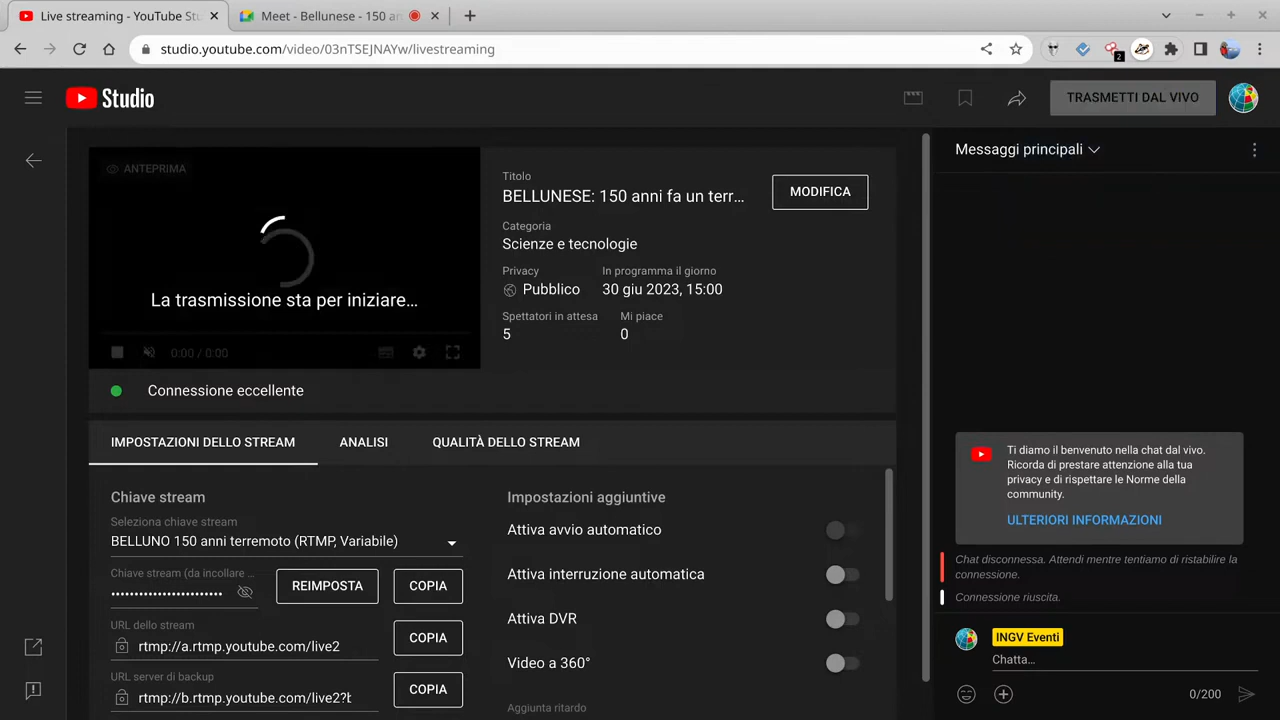 Live streaming - YouTube Stu
Meet - Bellunese - 150 an
studio.youtube.com/video/03nTSEJNAYw/livestreaming
2
Studio
TRASMETTI DAL VIVO
ANTEPRIMA
La trasmissione sta per iniziare...
0:00 / 0:00
Connessione eccellente
Titolo
BELLUNESE: 150 anni fa un terr...
MODIFICA
Categoria
Scienze e tecnologie
Privacy
In programma il giorno
Pubblico
30 giu 2023, 15:00
Spettatori in attesa
Mi piace
5
0
IMPOSTAZIONI DELLO STREAM
ANALISI
QUALITÀ DELLO STREAM
Chiave stream
Seleziona chiave stream
BELLUNO 150 anni terremoto (RTMP, Variabile)
Chiave stream (da incollare ...
••••••••••••••••••••••••
REIMPOSTA
COPIA
URL dello stream
rtmp://a.rtmp.youtube.com/live2
COPIA
URL server di backup
rtmp://b.rtmp.youtube.com/live2?b
COPIA
Impostazioni aggiuntive
Attiva avvio automatico
Attiva interruzione automatica
Attiva DVR
Video a 360°
Aggiunta ritardo
Messaggi principali
Ti diamo il benvenuto nella chat dal vivo.
Ricorda di prestare attenzione alla tua
privacy e di rispettare le Norme della
community.
ULTERIORI INFORMAZIONI
Chat disconnessa. Attendi mentre tentiamo di ristabilire la
connessione.
Connessione riuscita.
INGV Eventi
Chatta...
0/200